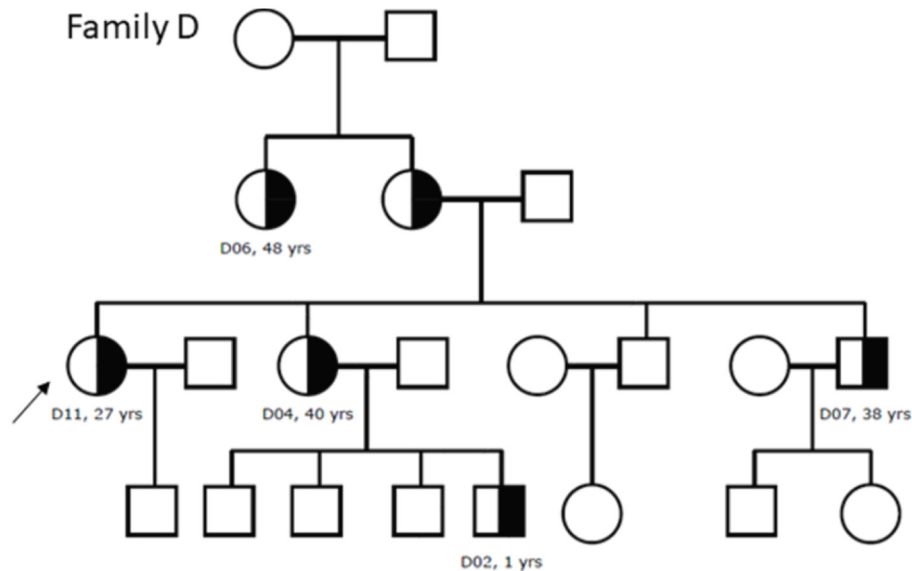 Family D
D06, 48 yrs
D11, 27 yrs
D04, 40 yrs
D07, 38 yrs
D02, 1 yrs